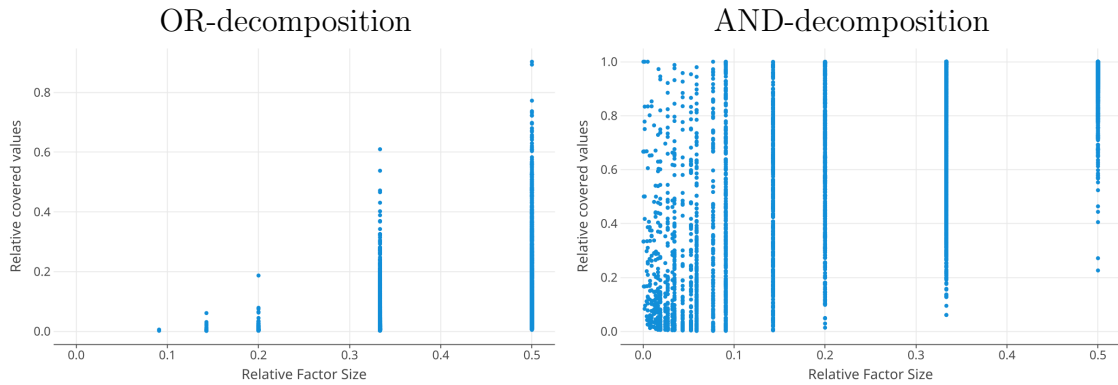 OR-decomposition
Relative covered values
0.8
0.6
0.4
0.2
0.0
0.0 0.1 0.2 0.3 0.4 0.5
Relative Factor Size
AND-decomposition
Relative covered values
1.0
0.8
0.6
0.4
0.2
0.0
0.0 0.1 0.2 0.3 0.4 0.5
Relative Factor Size